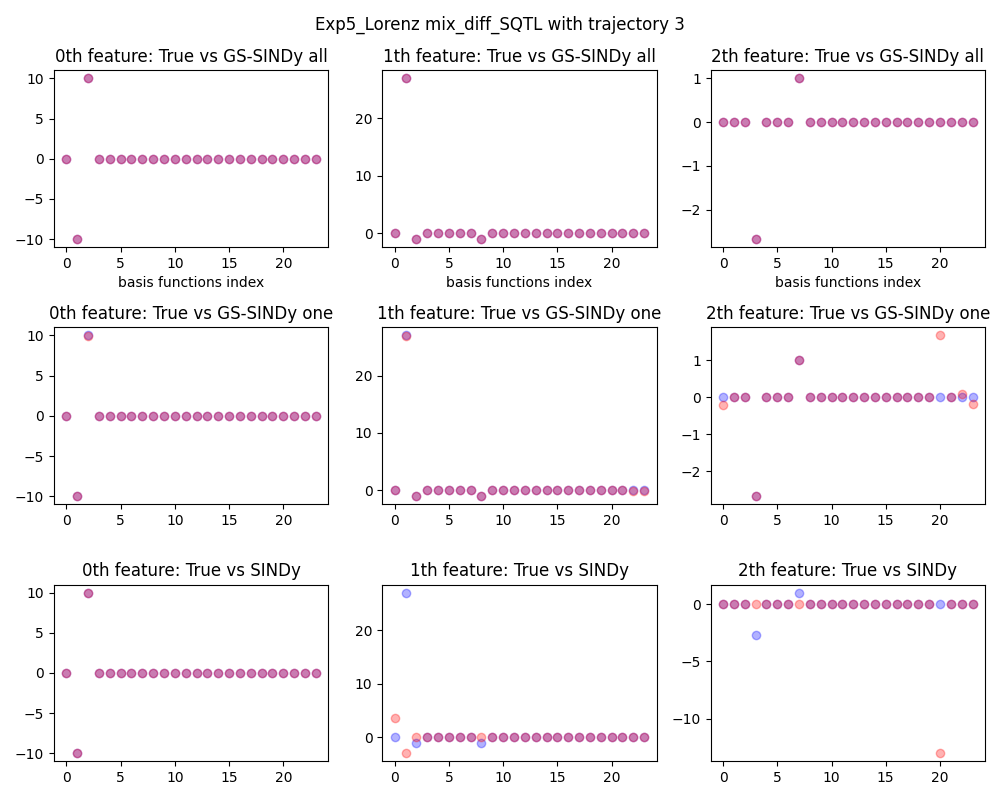 Exp5_Lorenz mix_diff_SQTL with trajectory 3
0th feature: True vs GS-SINDy all
1th feature: True vs GS-SINDy all
2th feature: True vs GS-SINDy all
10
5
0
−5
−10
0 5 10 15 20
basis functions index
20
10
0
0 5 10 15 20
basis functions index
1
0
−1
−2
0 5 10 15 20
basis functions index
0th feature: True vs GS-SINDy one
1th feature: True vs GS-SINDy one
2th feature: True vs GS-SINDy one
10
5
0
−5
−10
0 5 10 15 20
20
10
0
0 5 10 15 20
1
0
−1
−2
0 5 10 15 20
0th feature: True vs SINDy
1th feature: True vs SINDy
2th feature: True vs SINDy
10
5
0
−5
−10
0 5 10 15 20
20
10
0
0 5 10 15 20
0
−5
−10
0 5 10 15 20